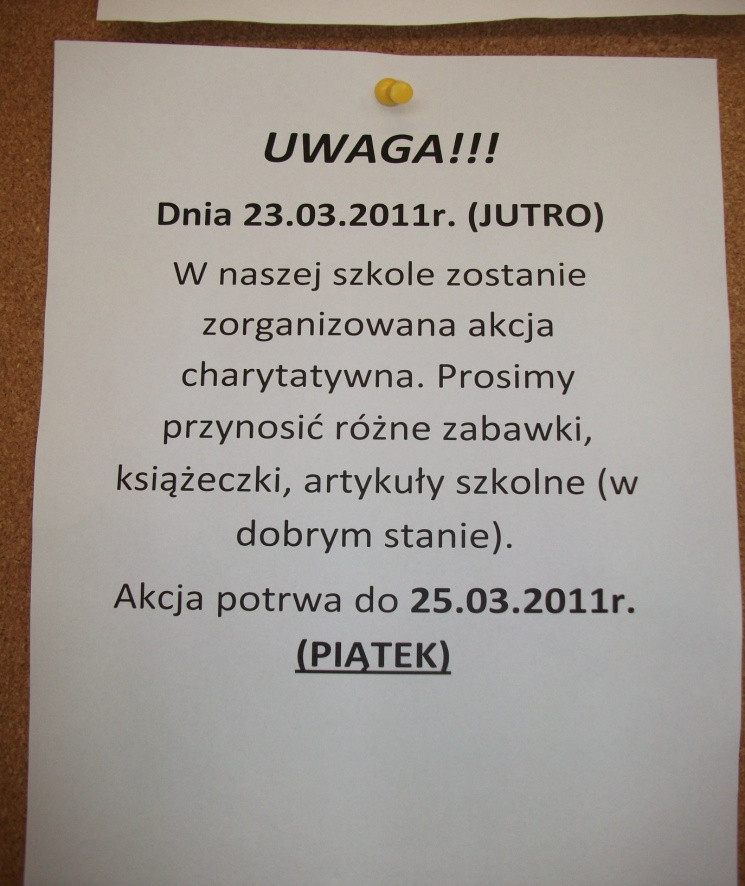 UWAGA!!!
Dnia 23.03.2011r. (JUTRO)
W naszej szkole zostanie
zorganizowana akcja
charytatywna. Prosimy
przynosić różne zabawki,
książeczki, artykuły szkolne (w
dobrym stanie).
Akcja potrwa do 25.03.2011r.
(PIĄTEK)